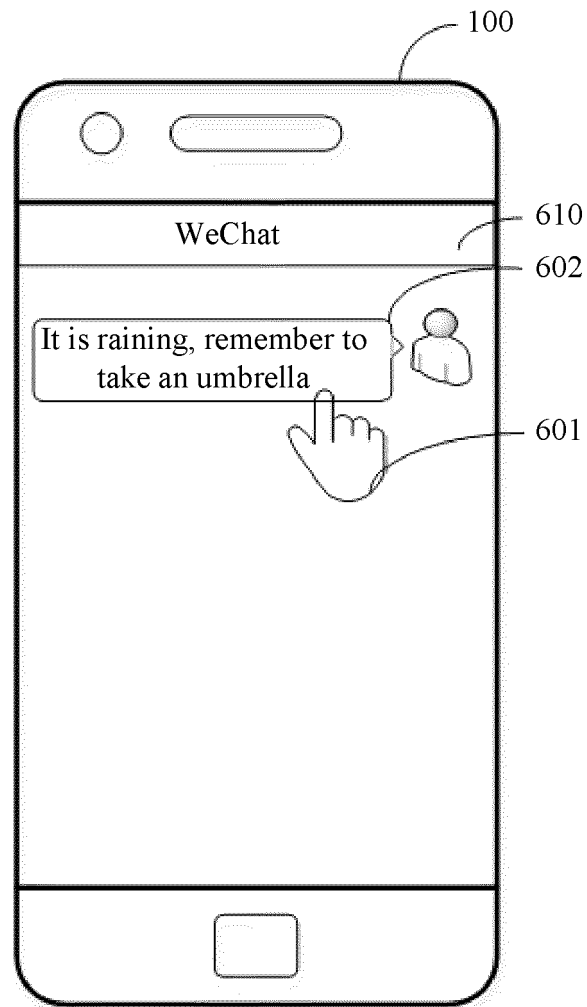 100
WeChat
610
602
It is raining, remember to
take an umbrella
601